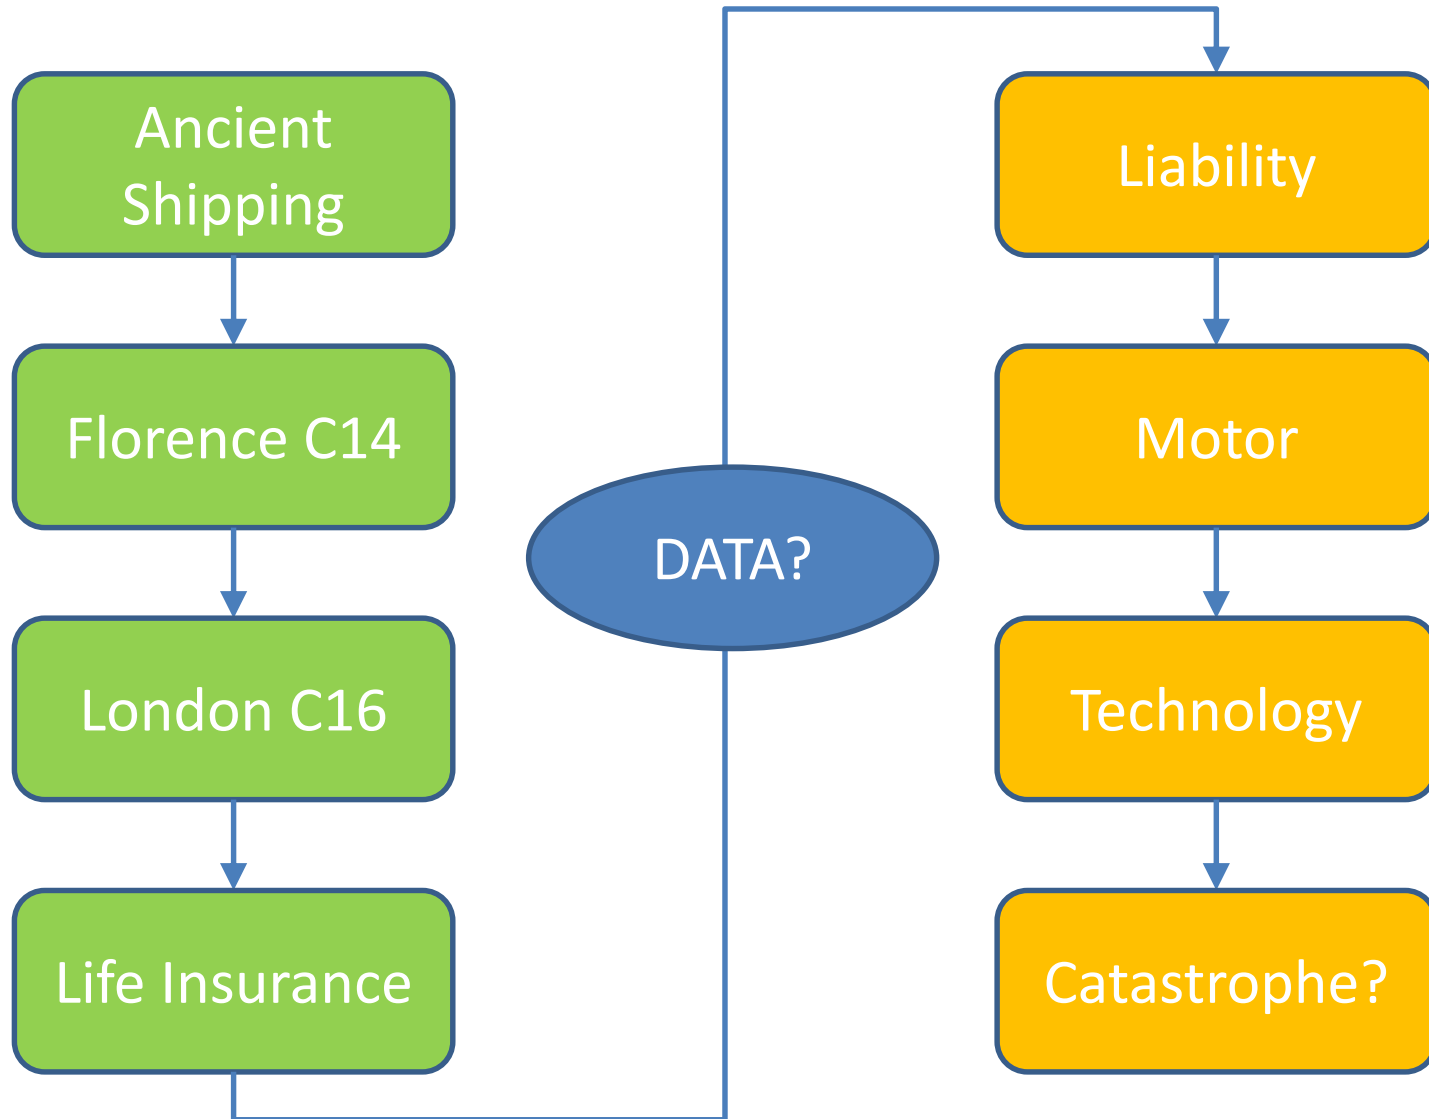 Ancient
Shipping
Florence C14
London C16
Life Insurance
DATA?
Liability
Motor
Technology
Catastrophe?